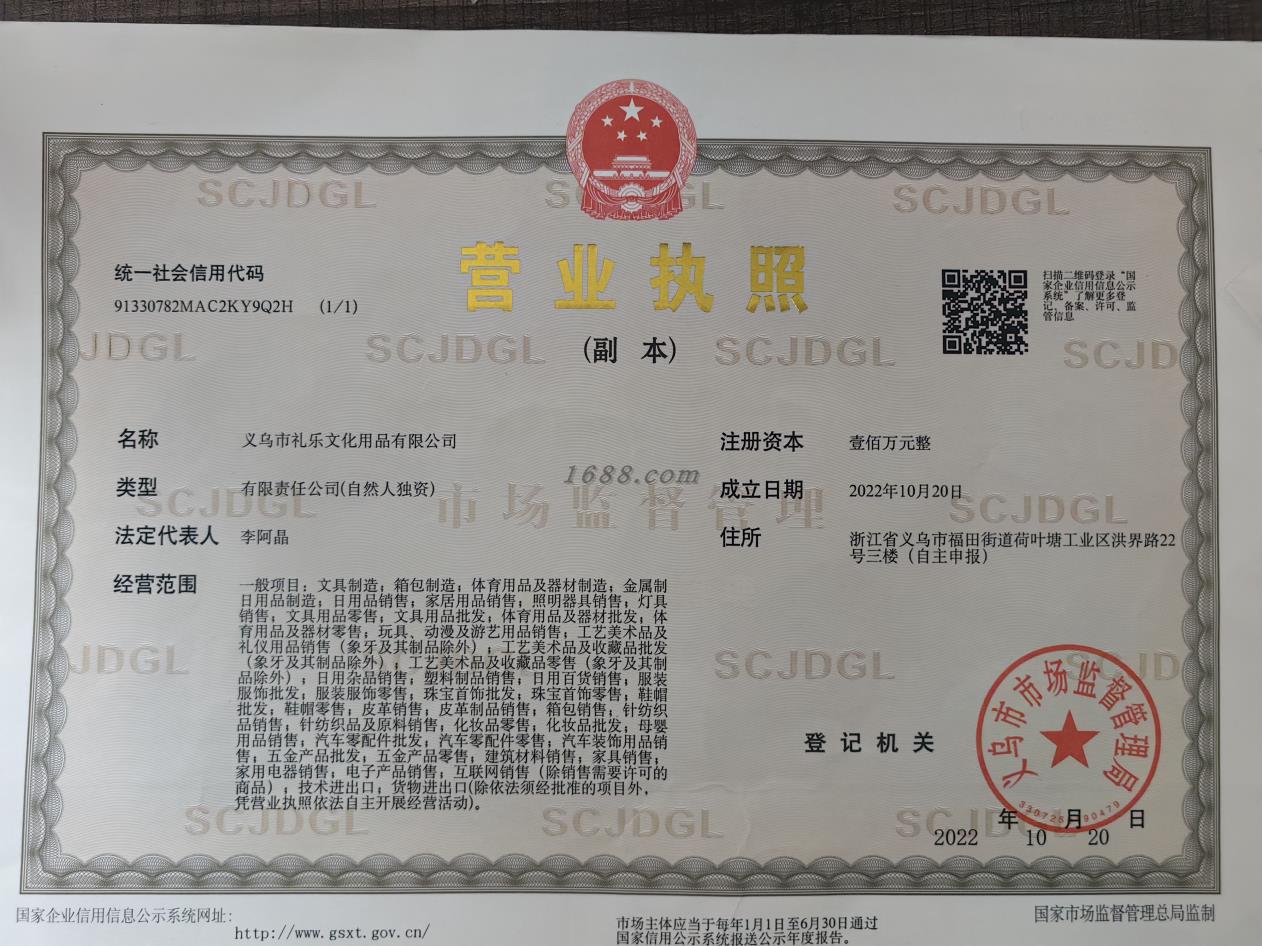 营业执照
(副 本)
统一社会信用代码
91330782MAC2KY9Q2H (1/1)
扫描二维码登录“国
家企业信用信息公示
系统”了解更多登
记、备案、许可、监
管信息
SCJDGL
名称 义乌市礼乐文化用品有限公司
类型 有限责任公司(自然人独资)
法定代表人 李阿晶
经营范围 一般项目：文具制造；箱包制造；体育用品及器材制造；金属制
日用品制造；日用品销售；家居用品销售；照明器具销售；灯具
销售；文具用品零售；文具用品批发；体育用品及器材批发；体
育用品及器材零售；玩具、动漫及游艺用品销售；工艺美术品及
礼仪用品销售（象牙及其制品除外）；工艺美术品及收藏品批发
（象牙及其制品除外）；工艺美术品及收藏品零售（象牙及其制
品除外）；日用杂品销售；塑料制品销售；日用百货销售；服装
服饰批发；服装服饰零售；珠宝首饰批发；珠宝首饰零售；鞋帽
批发；鞋帽零售；皮革销售；皮革制品销售；箱包销售；针纺织
品销售；针纺织品及原料销售；化妆品零售；化妆品批发；母婴
用品销售；汽车零配件批发；汽车零配件零售；汽车装饰用品销
售；五金产品批发；五金产品零售；建筑材料销售；家具销售；
家用电器销售；电子产品销售；互联网销售（除销售需要许可的
商品）；技术进出口；货物进出口(除依法须经批准的项目外，
凭营业执照依法自主开展经营活动)。
注册资本 壹佰万元整
成立日期 2022年10月20日
住所 浙江省义乌市福田街道荷叶塘工业区洪界路22
号三楼（自主申报）
1688.com
市场监督管理
登记机关
义乌市市场监督管理局
2022 年 10 月 20 日
国家企业信用信息公示系统网址:
http://www.gsxt.gov.cn/
市场主体应当于每年1月1日至6月30日通过
国家信用公示系统报送公示年度报告。
国家市场监督管理总局监制